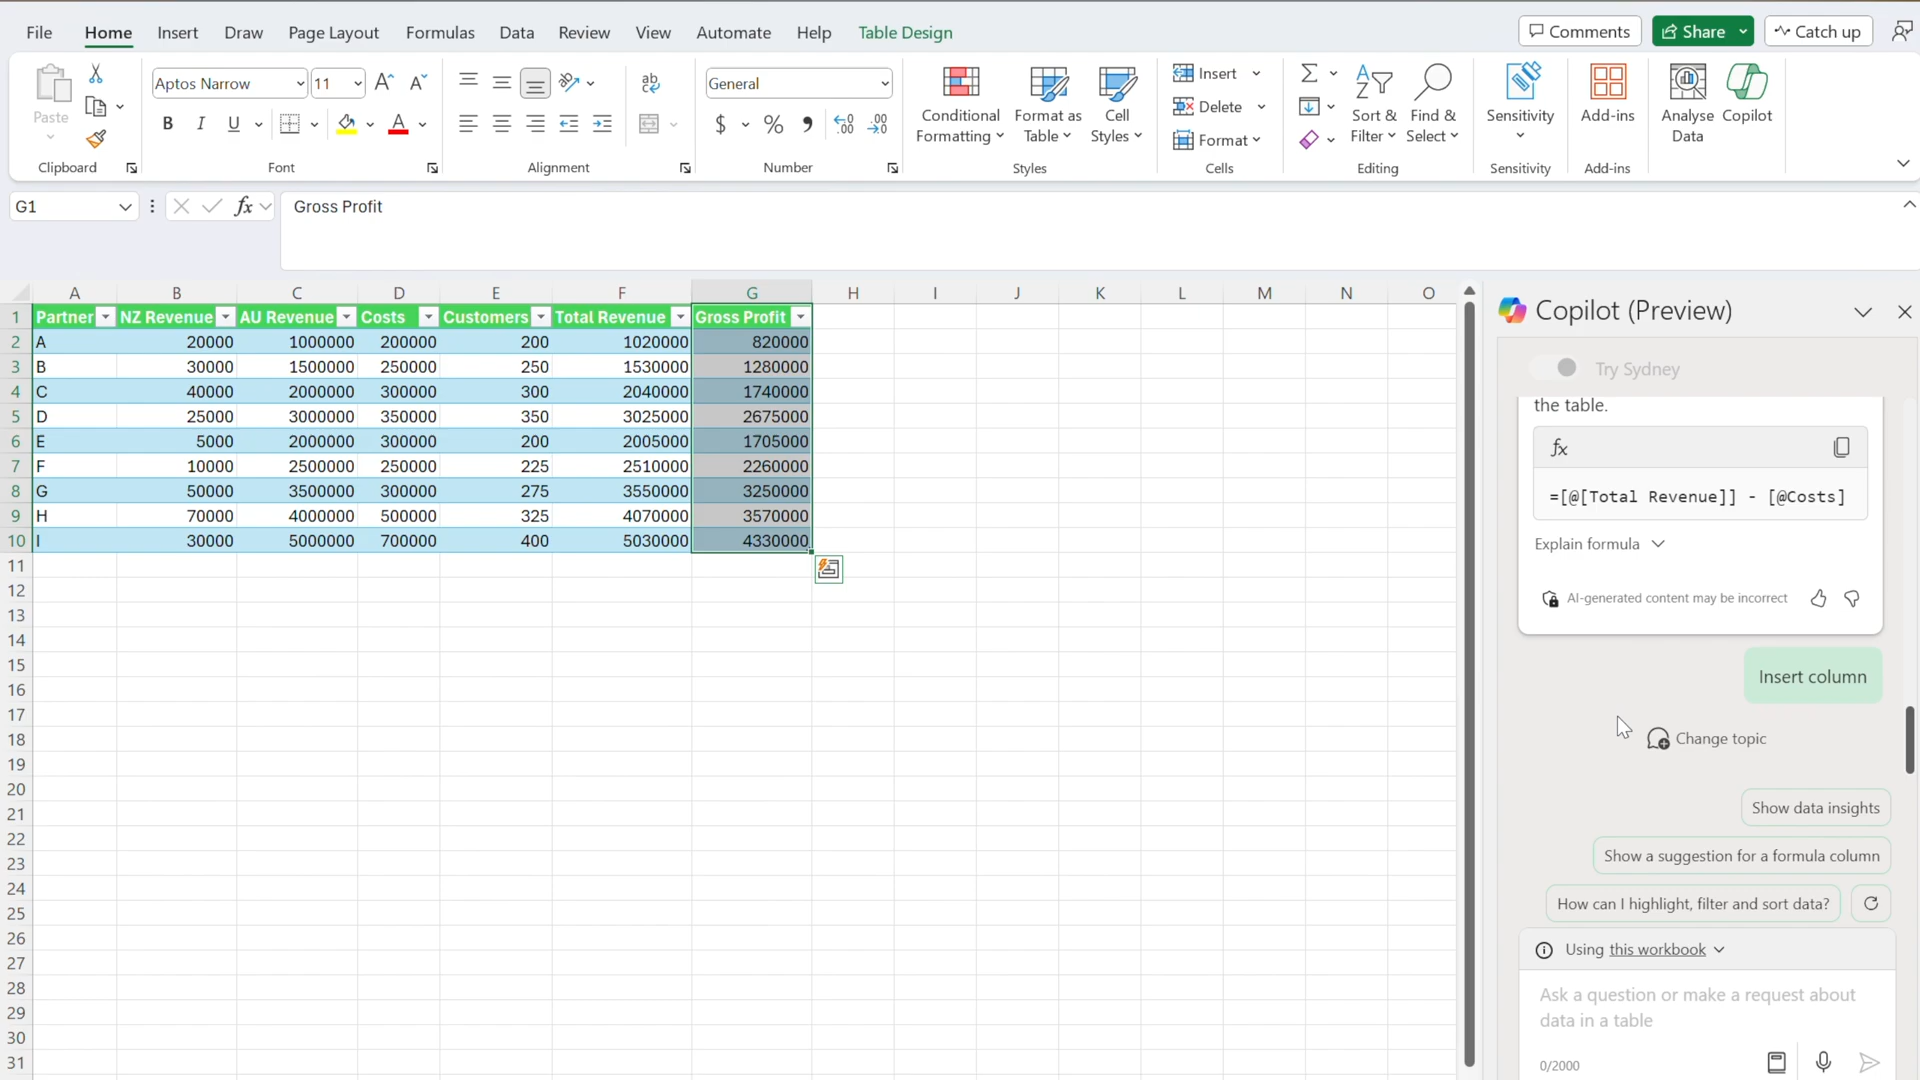 File Home Insert Draw Page Layout Formulas Data Review View Automate Help Table Design Comments Share Catch up
Paste
Clipboard
Aptos Narrow 11
B I U
Font
ab
Alignment
General
$ % , .00 .00
Number
Conditional Formatting
Format as Table
Cell Styles
Styles
Insert
Delete
Format
Cells
Sort & Filter
Find & Select
Editing
Sensitivity
Sensitivity
Add-ins
Add-ins
Analyse Data
Copilot
G1 fx Gross Profit
A B C D E F G H I J K L M N O
1 Partner NZ Revenue AU Revenue Costs Customers Total Revenue Gross Profit
2 A 20000 1000000 200000 200 1020000 820000
3 B 30000 1500000 250000 250 1530000 1280000
4 C 40000 2000000 300000 300 2040000 1740000
5 D 25000 3000000 350000 350 3025000 2675000
6 E 5000 2000000 300000 200 2005000 1705000
7 F 10000 2500000 250000 225 2510000 2260000
8 G 50000 3500000 300000 275 3550000 3250000
9 H 70000 4000000 500000 325 4070000 3570000
10 I 30000 5000000 700000 400 5030000 4330000
11
12
13
14
15
16
17
18
19
20
21
22
23
24
25
26
27
28
29
30
31
Copilot (Preview)
Try Sydney
the table.
fx
=[@[Total Revenue]] - [@Costs]
Explain formula
AI-generated content may be incorrect
Insert column
Change topic
Show data insights
Show a suggestion for a formula column
How can I highlight, filter and sort data?
Using this workbook
Ask a question or make a request about
data in a table
0/2000